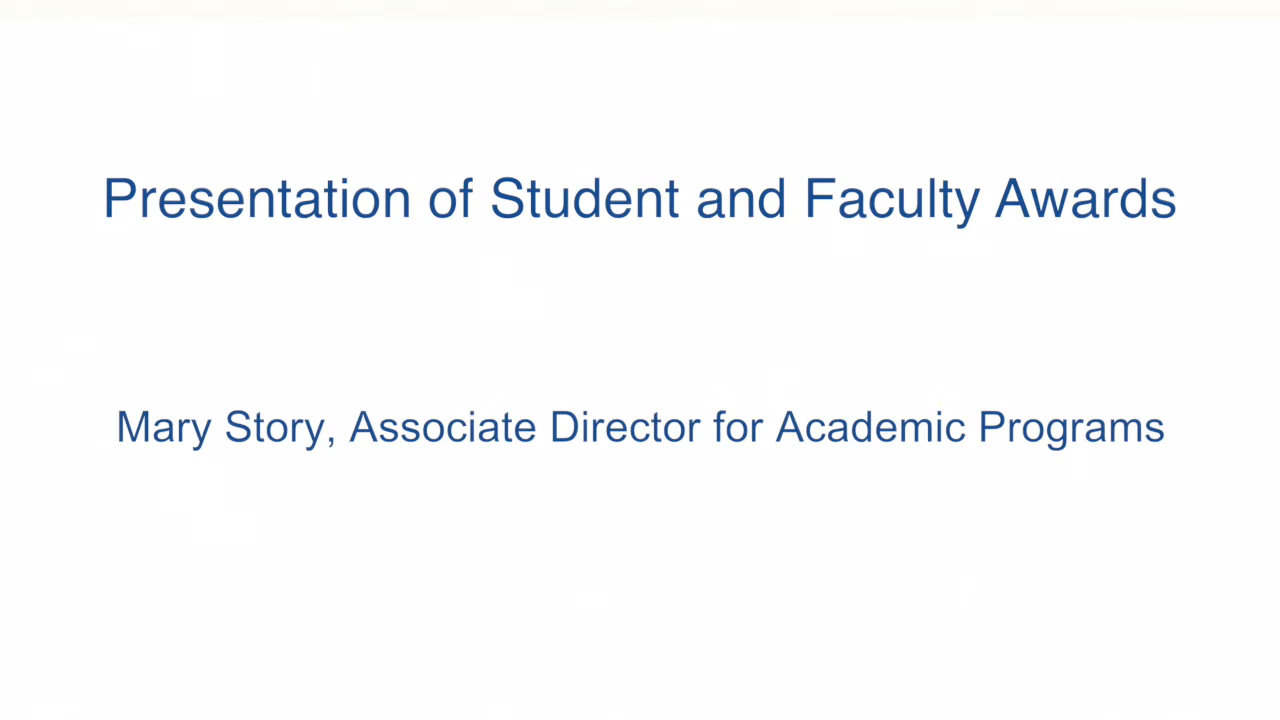 Presentation of Student and Faculty Awards
Mary Story, Associate Director for Academic Programs